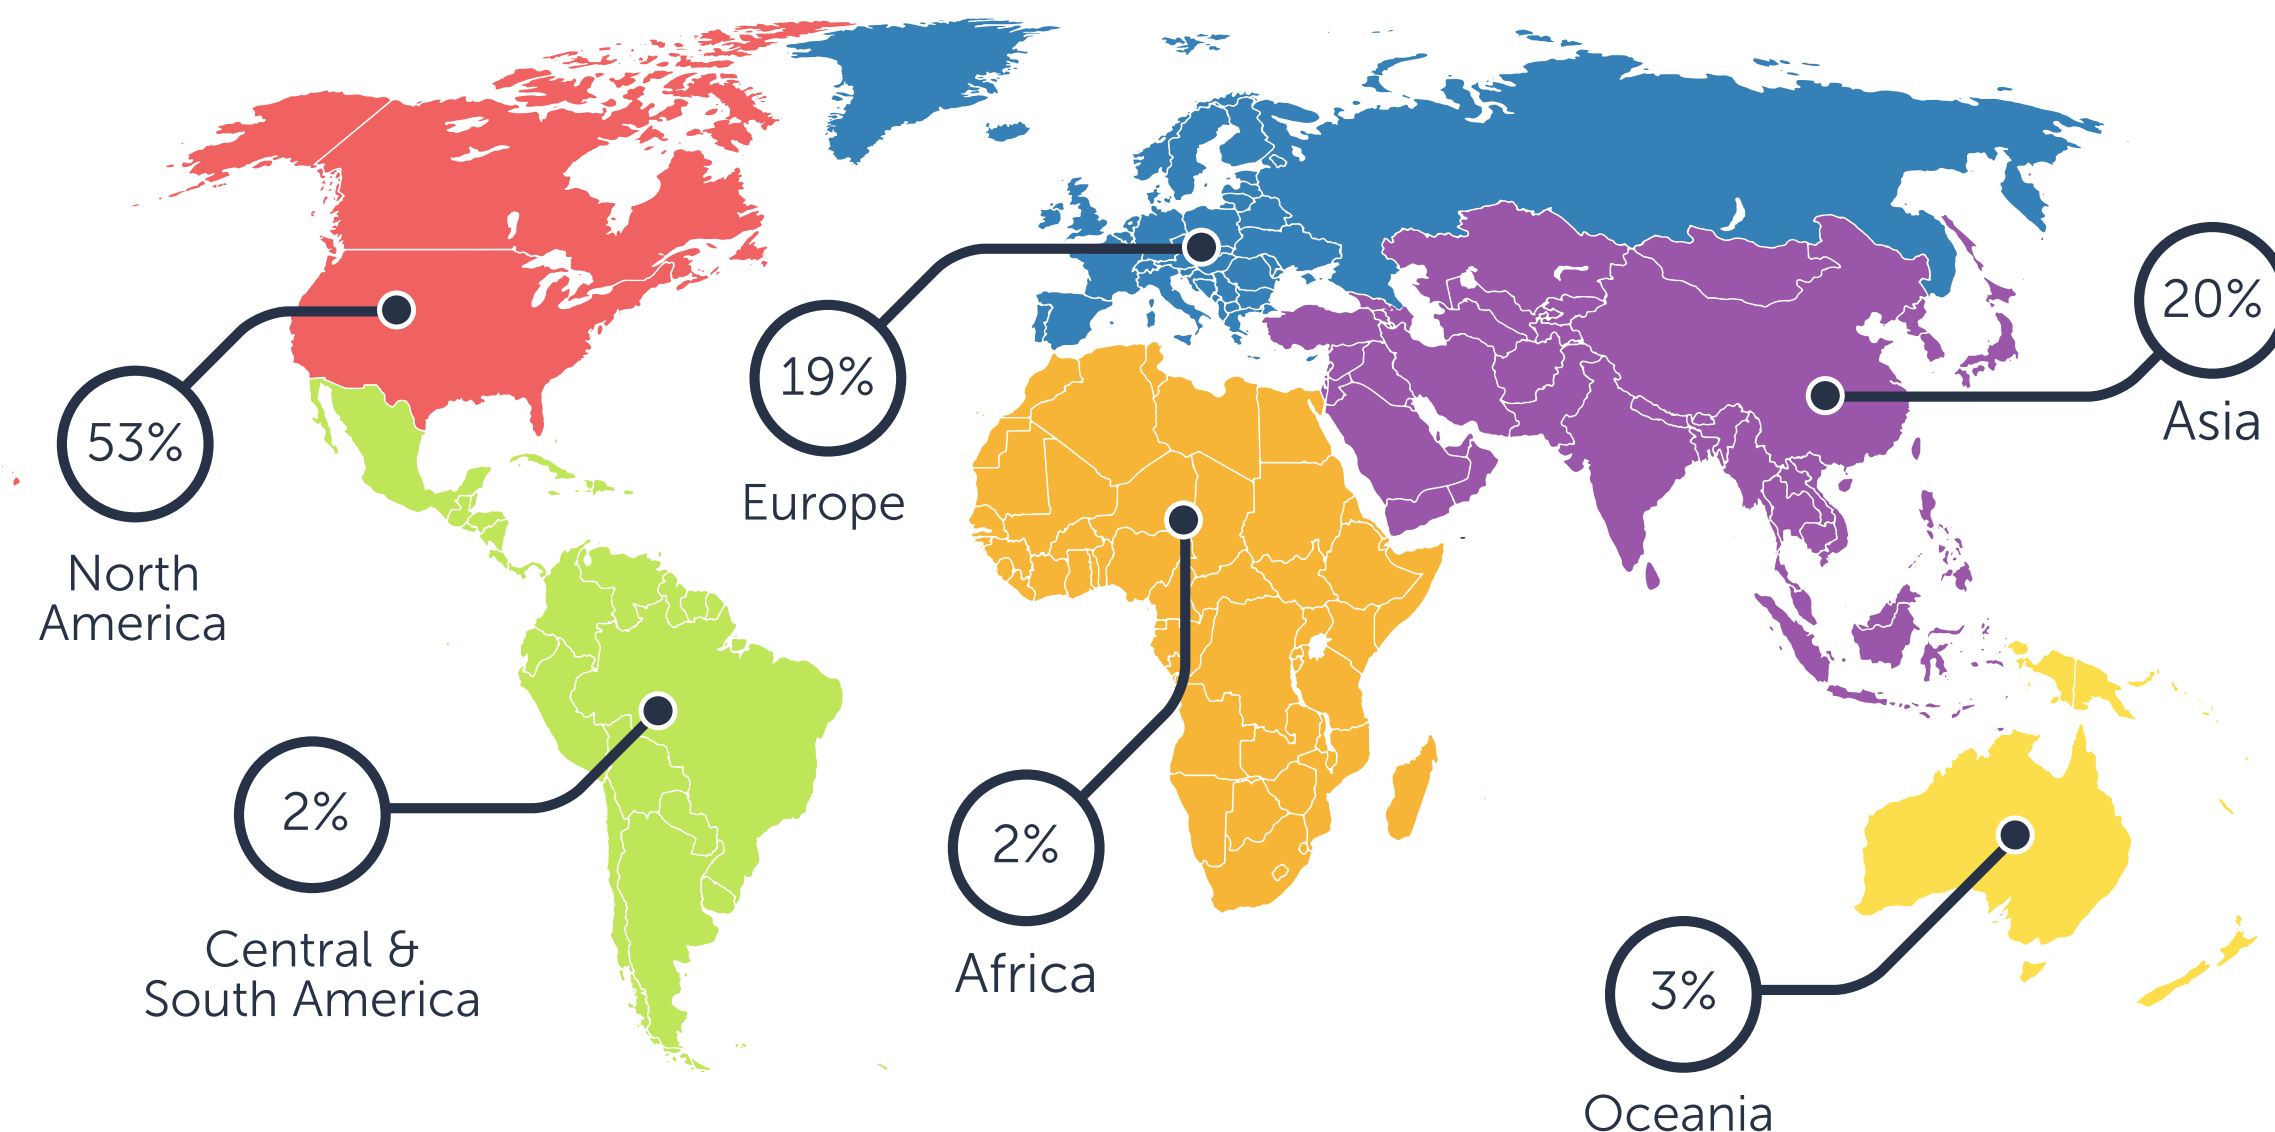 53%
North
America
19%
Europe
20%
Asia
2%
Central &
South America
2%
Africa
3%
Oceania